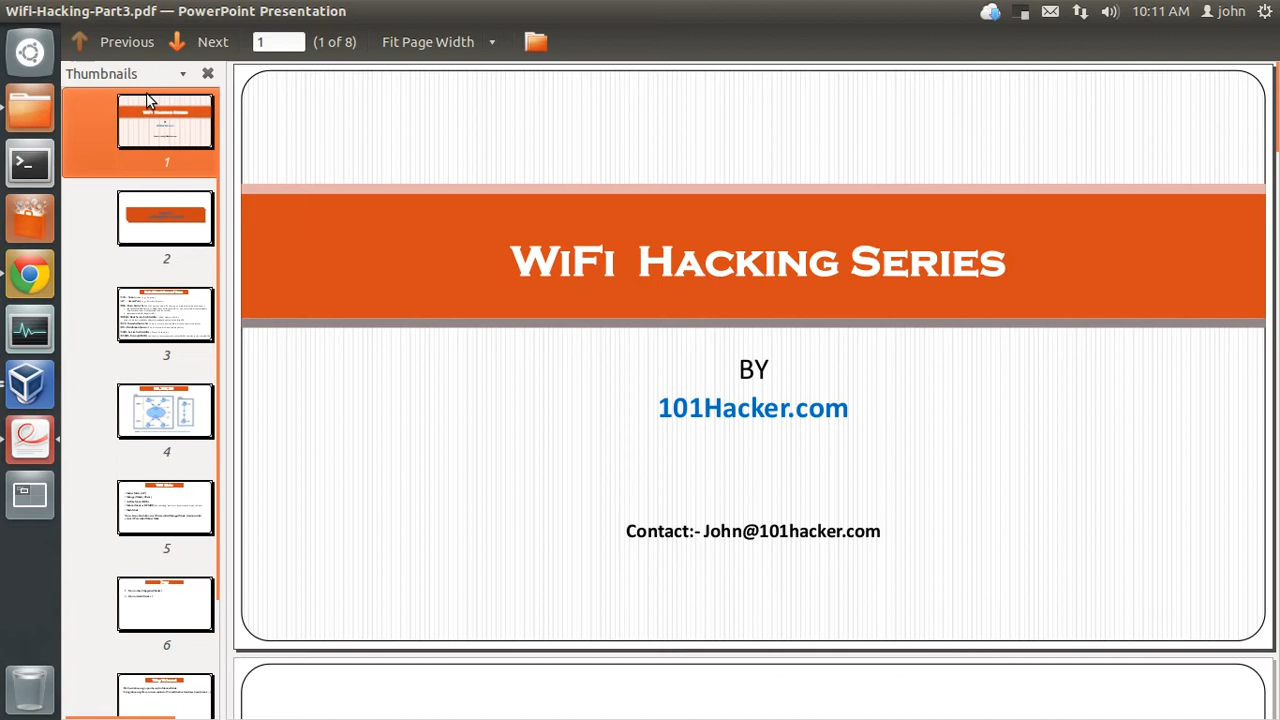 Wifi-Hacking-Part3.pdf — PowerPoint Presentation
10:11 AM
john
Previous
Next
1
(1 of 8)
Fit Page Width
Thumbnails
1
2
3
4
5
6
WiFi Hacking Series
BY
101Hacker.com
Contact:- John@101hacker.com